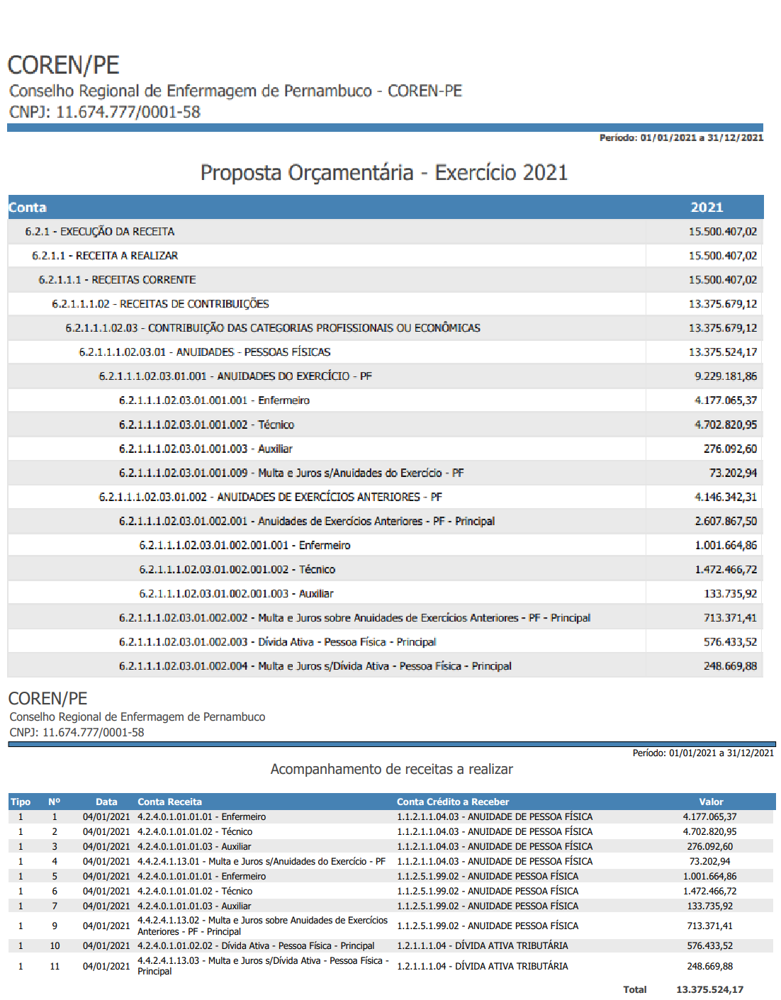 COREN/PE
Conselho Regional de Enfermagem de Pernambuco - COREN-PE
CNPJ: 11.674.777/0001-58
Período: 01/01/2021 a 31/12/2021
Proposta Orçamentária - Exercício 2021
Conta 2021
6.2.1 - EXECUÇÃO DA RECEITA 15.500.407,02
6.2.1.1 - RECEITA A REALIZAR 15.500.407,02
6.2.1.1.1 - RECEITAS CORRENTE 15.500.407,02
6.2.1.1.1.02 - RECEITAS DE CONTRIBUIÇÕES 13.375.679,12
6.2.1.1.1.02.03 - CONTRIBUIÇÃO DAS CATEGORIAS PROFISSIONAIS OU ECONÔMICAS 13.375.679,12
6.2.1.1.1.02.03.01 - ANUIDADES - PESSOAS FÍSICAS 13.375.524,17
6.2.1.1.1.02.03.01.001 - ANUIDADES DO EXERCÍCIO - PF 9.229.181,86
6.2.1.1.1.02.03.01.001.001 - Enfermeiro 4.177.065,37
6.2.1.1.1.02.03.01.001.002 - Técnico 4.702.820,95
6.2.1.1.1.02.03.01.001.003 - Auxiliar 276.092,60
6.2.1.1.1.02.03.01.001.009 - Multa e Juros s/Anuidades do Exercício - PF 73.202,94
6.2.1.1.1.02.03.01.002 - ANUIDADES DE EXERCÍCIOS ANTERIORES - PF 4.146.342,31
6.2.1.1.1.02.03.01.002.001 - Anuidades de Exercícios Anteriores - PF - Principal 2.607.867,50
6.2.1.1.1.02.03.01.002.001.001 - Enfermeiro 1.001.664,86
6.2.1.1.1.02.03.01.002.001.002 - Técnico 1.472.466,72
6.2.1.1.1.02.03.01.002.001.003 - Auxiliar 133.735,92
6.2.1.1.1.02.03.01.002.002 - Multa e Juros sobre Anuidades de Exercícios Anteriores - PF - Principal 713.371,41
6.2.1.1.1.02.03.01.002.003 - Dívida Ativa - Pessoa Física - Principal 576.433,52
6.2.1.1.1.02.03.01.002.004 - Multa e Juros s/Dívida Ativa - Pessoa Física - Principal 248.669,88
COREN/PE
Conselho Regional de Enfermagem de Pernambuco
CNPJ: 11.674.777/0001-58
Período: 01/01/2021 a 31/12/2021
Acompanhamento de receitas a realizar
Tipo Nº Data Conta Receita Conta Crédito a Receber Valor
1 1 04/01/2021 4.2.4.0.1.01.01.01 - Enfermeiro 1.1.2.1.1.04.03 - ANUIDADE DE PESSOA FÍSICA 4.177.065,37
1 2 04/01/2021 4.2.4.0.1.01.01.02 - Técnico 1.1.2.1.1.04.03 - ANUIDADE DE PESSOA FÍSICA 4.702.820,95
1 3 04/01/2021 4.2.4.0.1.01.01.03 - Auxiliar 1.1.2.1.1.04.03 - ANUIDADE DE PESSOA FÍSICA 276.092,60
1 4 04/01/2021 4.4.2.4.1.13.01 - Multa e Juros s/Anuidades do Exercício - PF 1.1.2.1.1.04.03 - ANUIDADE DE PESSOA FÍSICA 73.202,94
1 5 04/01/2021 4.2.4.0.1.01.01.01 - Enfermeiro 1.1.2.5.1.99.02 - ANUIDADE PESSOA FÍSICA 1.001.664,86
1 6 04/01/2021 4.2.4.0.1.01.01.02 - Técnico 1.1.2.5.1.99.02 - ANUIDADE PESSOA FÍSICA 1.472.466,72
1 7 04/01/2021 4.2.4.0.1.01.01.03 - Auxiliar 1.1.2.5.1.99.02 - ANUIDADE PESSOA FÍSICA 133.735,92
1 9 04/01/2021 4.4.2.4.1.13.02 - Multa e Juros sobre Anuidades de Exercícios 1.1.2.5.1.99.02 - ANUIDADE PESSOA FÍSICA 713.371,41
Anteriores - PF - Principal
1 10 04/01/2021 4.2.4.0.1.01.02.02 - Dívida Ativa - Pessoa Física - Principal 1.2.1.1.1.04 - DÍVIDA ATIVA TRIBUTÁRIA 576.433,52
1 11 04/01/2021 4.4.2.4.1.13.03 - Multa e Juros s/Dívida Ativa - Pessoa Física - 1.2.1.1.1.04 - DÍVIDA ATIVA TRIBUTÁRIA 248.669,88
Principal
Total 13.375.524,17